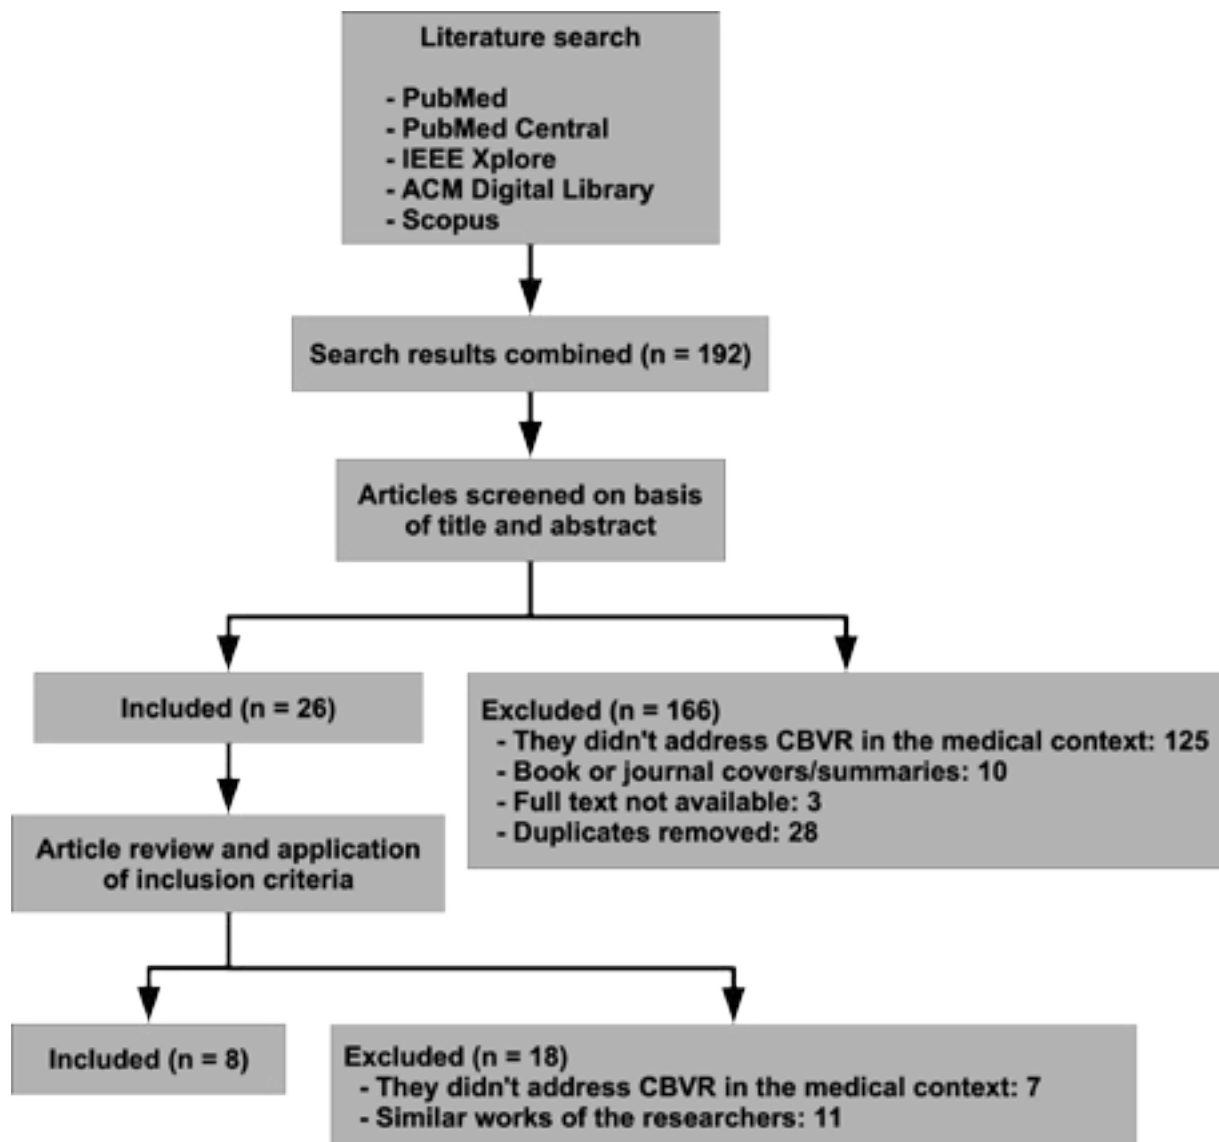 Literature search
- PubMed
- PubMed Central
- IEEE Xplore
- ACM Digital Library
- Scopus
Search results combined (n = 192)
Articles screened on basis
of title and abstract
Included (n = 26)
Excluded (n = 166)
- They didn't address CBVR in the medical context: 125
- Book or journal covers/summaries: 10
- Full text not available: 3
- Duplicates removed: 28
Article review and application
of inclusion criteria
Included (n = 8)
Excluded (n = 18)
- They didn't address CBVR in the medical context: 7
- Similar works of the researchers: 11